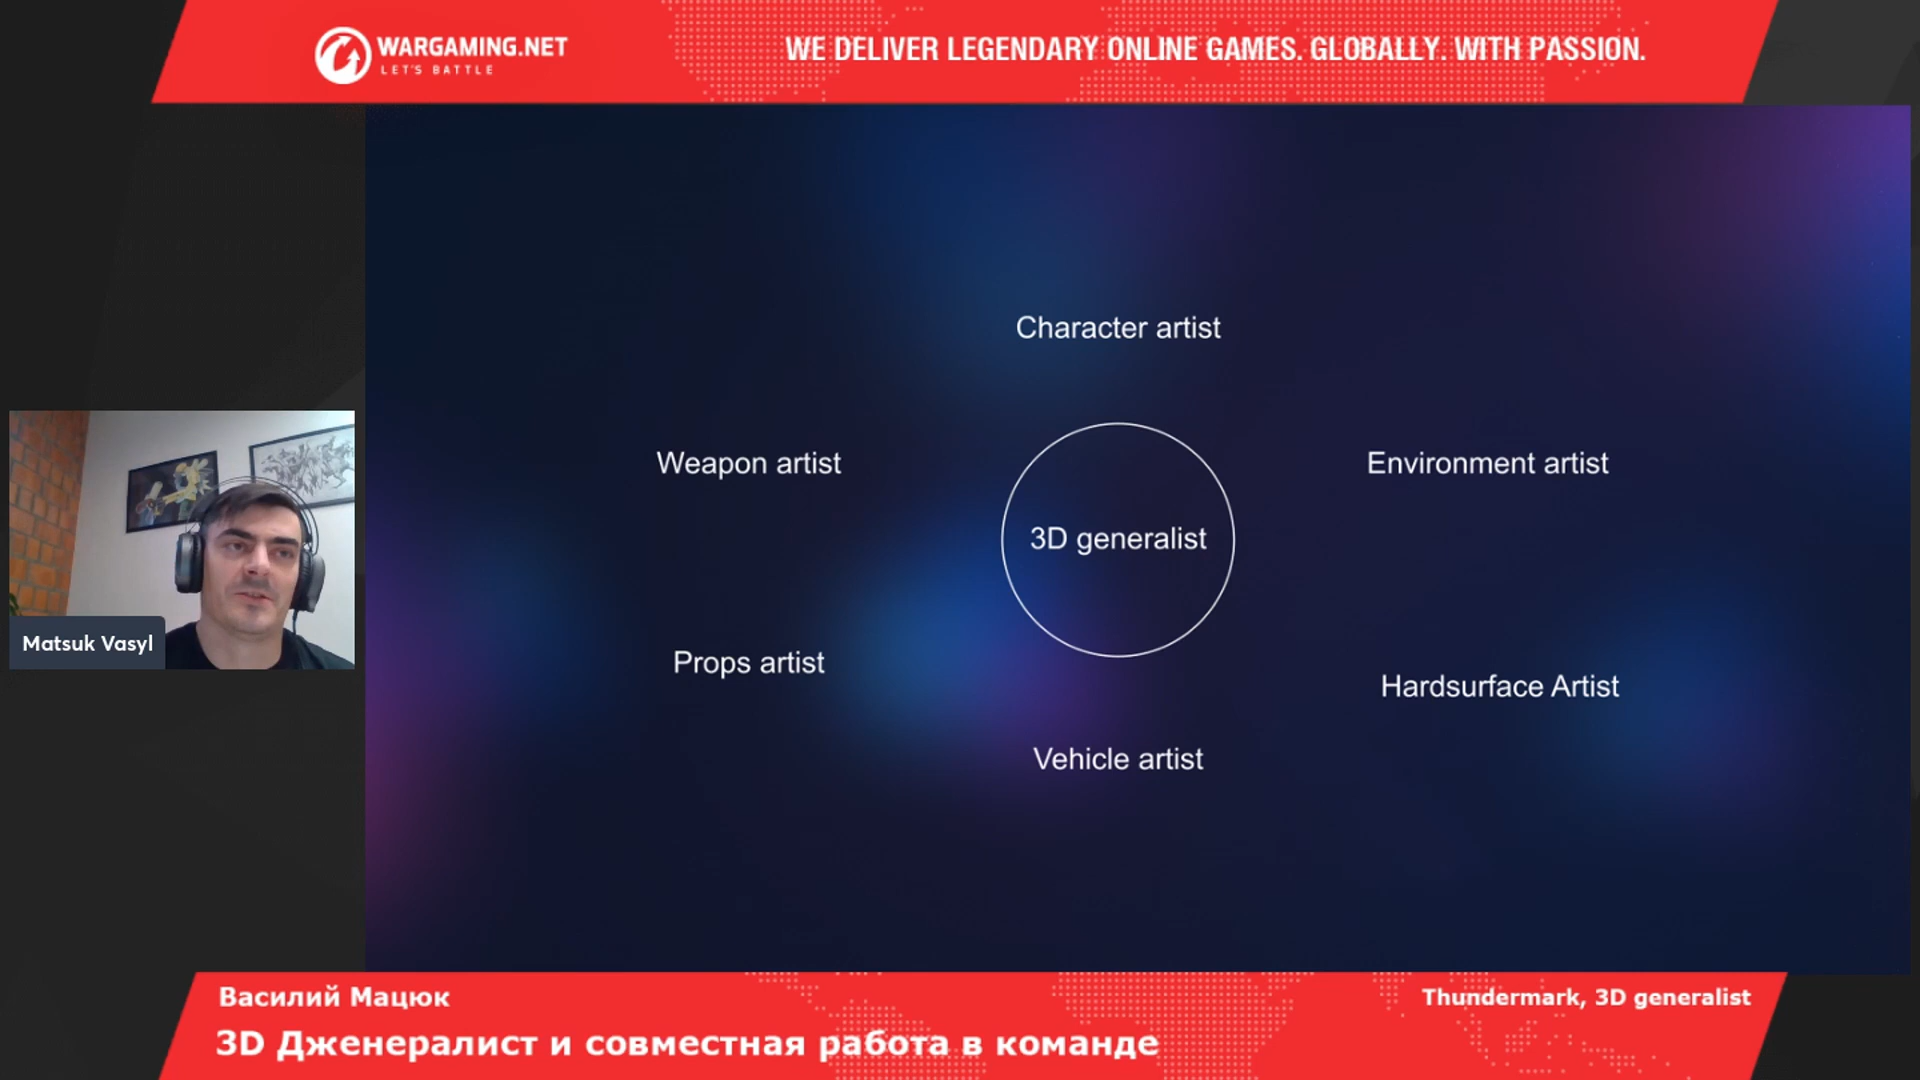 WARGAMING.NET
LET'S BATTLE
WE DELIVER LEGENDARY ONLINE GAMES. GLOBALLY. WITH PASSION.
Character artist
Weapon artist
Environment artist
3D generalist
Props artist
Hardsurface Artist
Vehicle artist
Matsuk Vasyl
Василий Мацюк
Thundermark, 3D generalist
3D Дженералист и совместная работа в команде